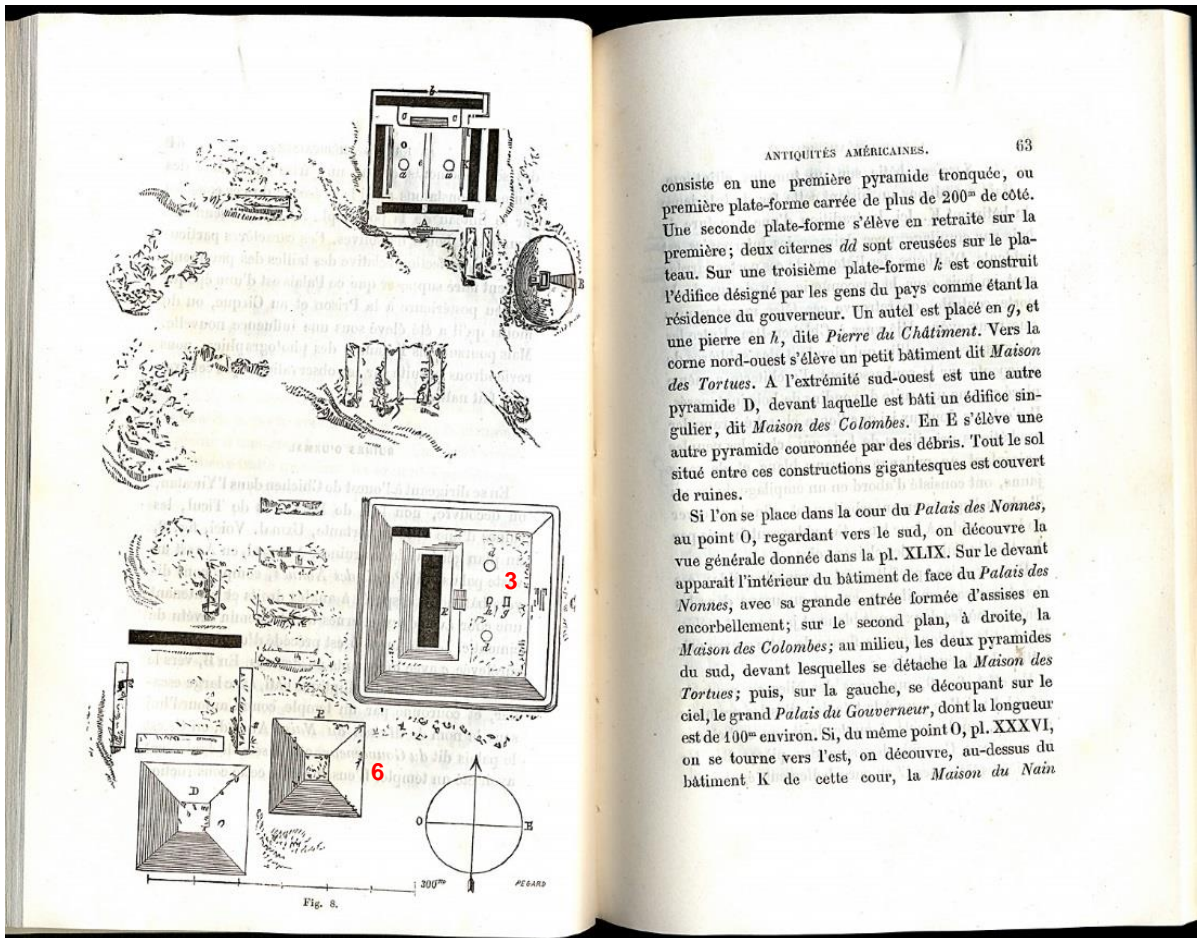 b
o
o
o
a
a
e
K
A
B
3
a
h
g
d
E
6
D
O
E
300ᵐ
PEGARD
Fig. 8.
ANTIQUITÉS AMÉRICAINES.
63
consiste en une première pyramide tronquée, ou
première plate-forme carrée de plus de 200ᵐ de côté.
Une seconde plate-forme s'élève en retraite sur la
première; deux citernes dd sont creusées sur le pla-
teau. Sur une troisième plate-forme k est construit
l'édifice désigné par les gens du pays comme étant la
résidence du gouverneur. Un autel est placé en g, et
une pierre en h, dite Pierre du Châtiment. Vers la
corne nord-ouest s'élève un petit bâtiment dit Maison
des Tortues. A l'extrémité sud-ouest est une autre
pyramide D, devant laquelle est bâti un édifice sin-
gulier, dit Maison des Colombes. En E s'élève une
autre pyramide couronnée par des débris. Tout le sol
situé entre ces constructions gigantesques est couvert
de ruines.
Si l'on se place dans la cour du Palais des Nonnes,
au point O, regardant vers le sud, on découvre la
vue générale donnée dans la pl. XLIX. Sur le devant
apparaît l'intérieur du bâtiment de face du Palais des
Nonnes, avec sa grande entrée formée d'assises en
encorbellement; sur le second plan, à droite, la
Maison des Colombes; au milieu, les deux pyramides
du sud, devant lesquelles se détache la Maison des
Tortues; puis, sur la gauche, se découpant sur le
ciel, le grand Palais du Gouverneur, dont la longueur
est de 100ᵐ environ. Si, du même point O, pl. XXXVI,
on se tourne vers l'est, on découvre, au-dessus du
bâtiment K de cette cour, la Maison du Nain